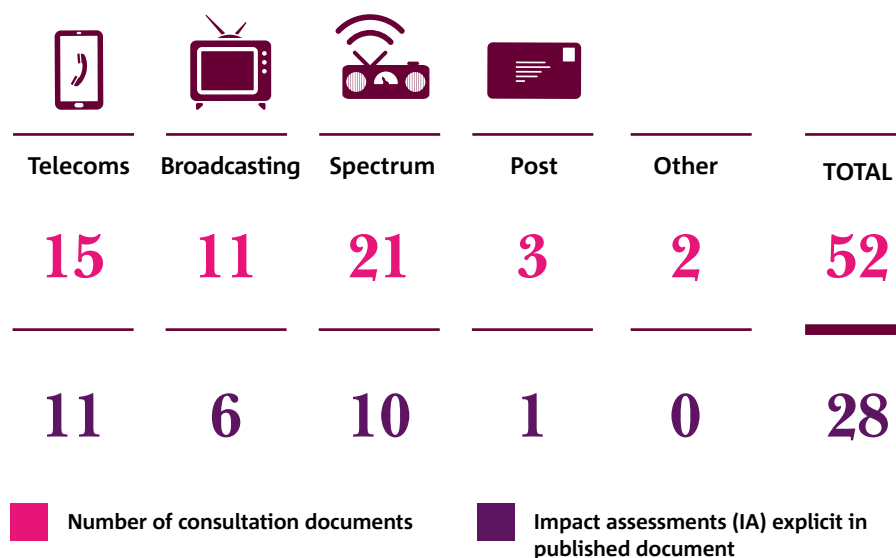 Telecoms Broadcasting Spectrum Post Other TOTAL
15 11 21 3 2 52
11 6 10 1 0 28
Number of consultation documents
Impact assessments (IA) explicit in
published document